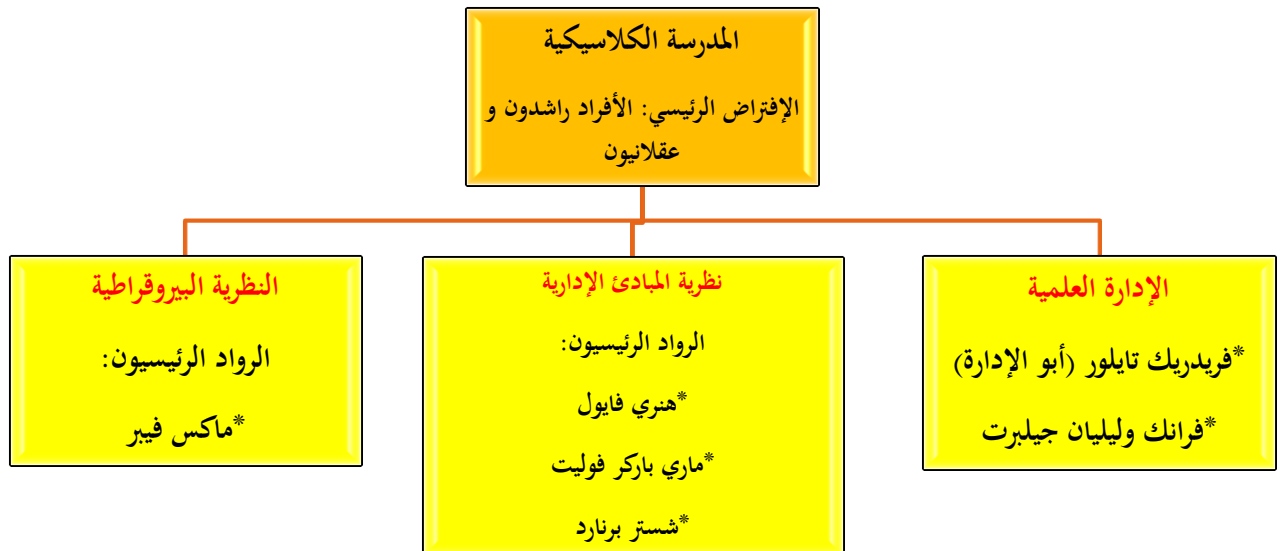 المدرسة الكلاسيكية
الإفتراض الرئيسي: الأفراد راشدون و
عقلانيون
الإدارة العلمية
*فريدريك تايلور (أبو الإدارة)
*فرانك وليليان جيلبرت
نظرية المبادئ الإدارية
الرواد الرئيسيون:
*هنري فايول
*ماري باركر فوليت
*شستر برنارد
النظرية البيروقراطية
الرواد الرئيسيون:
*ماكس فيبر